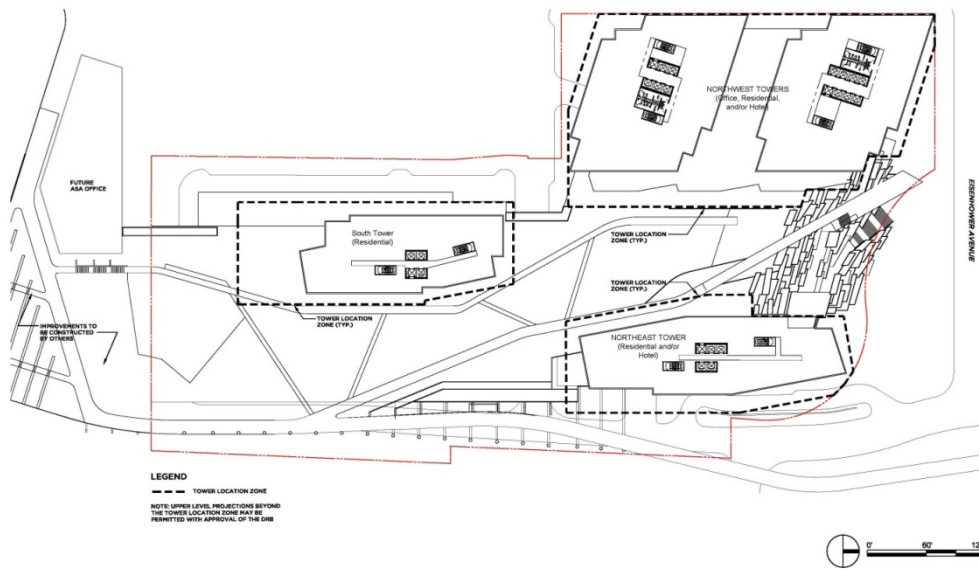 NORTHWEST TOWERS
(Office, Residential,
and/or Hotel)
EISENHOWER AVENUE
FUTURE
ASA OFFICE
South Tower
(Residential)
TOWER LOCATION
ZONE (TYP.)
TOWER LOCATION
ZONE (TYP.)
TOWER LOCATION
ZONE (TYP.)
IMPROVEMENTS TO
BE CONSTRUCTED
BY OTHERS
NORTHEAST TOWER
(Residential and/or
Hotel)
LEGEND
TOWER LOCATION ZONE
NOTE: UPPER LEVEL PROJECTIONS BEYOND
THE TOWER LOCATION ZONE MAY BE
PERMITTED WITH APPROVAL OF THE DRB
0' 60' 12